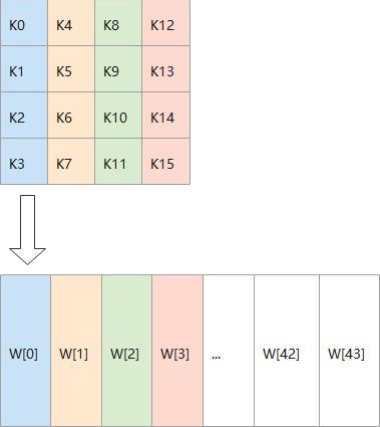 K0 K4 K8 K12
K1 K5 K9 K13
K2 K6 K10 K14
K3 K7 K11 K15
W[0] W[1] W[2] W[3] ... W[42] W[43]